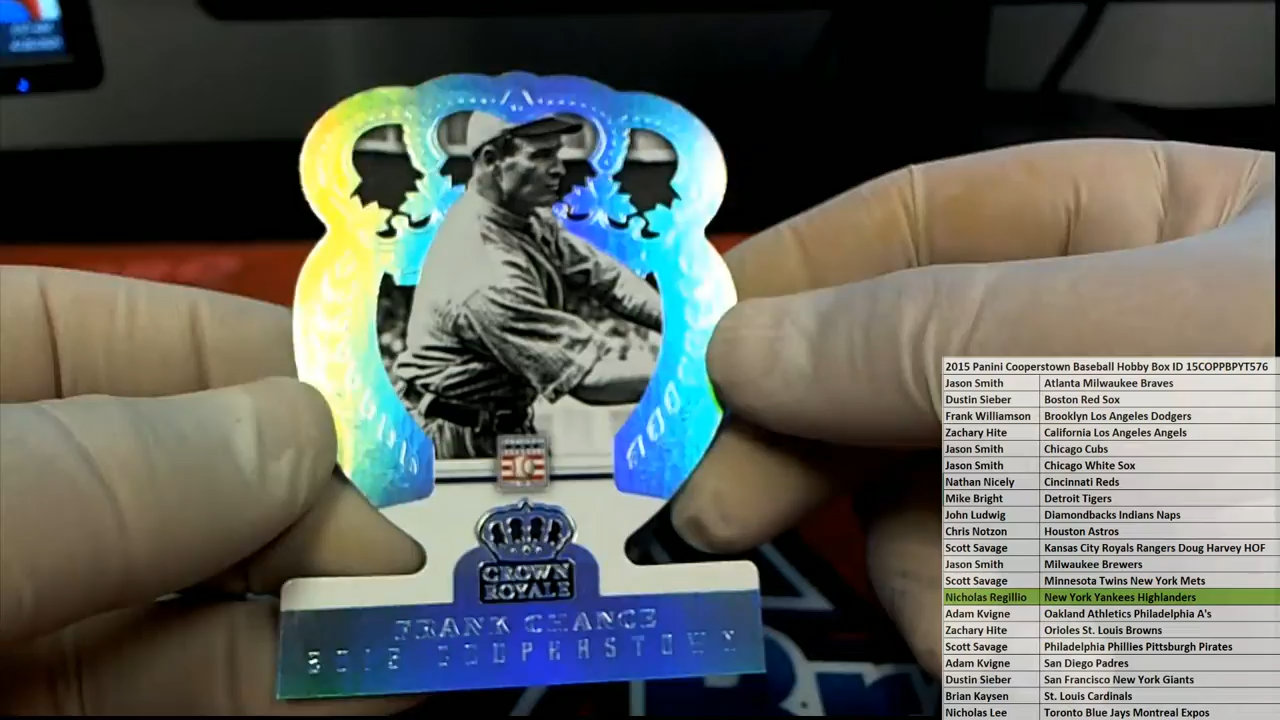 CROWN
ROYALE
FRANK CHANCE
2015 COOPERSTOWN
2015 Panini Cooperstown Baseball Hobby Box ID 15COPPBPYT576
Jason Smith Atlanta Milwaukee Braves
Dustin Sieber Boston Red Sox
Frank Williamson Brooklyn Los Angeles Dodgers
Zachary Hite California Los Angeles Angels
Jason Smith Chicago Cubs
Jason Smith Chicago White Sox
Nathan Nicely Cincinnati Reds
Mike Bright Detroit Tigers
John Ludwig Diamondbacks Indians Naps
Chris Notzon Houston Astros
Scott Savage Kansas City Royals Rangers Doug Harvey HOF
Jason Smith Milwaukee Brewers
Scott Savage Minnesota Twins New York Mets
Nicholas Regillio New York Yankees Highlanders
Adam Kvigne Oakland Athletics Philadelphia A's
Zachary Hite Orioles St. Louis Browns
Scott Savage Philadelphia Phillies Pittsburgh Pirates
Adam Kvigne San Diego Padres
Dustin Sieber San Francisco New York Giants
Brian Kaysen St. Louis Cardinals
Nicholas Lee Toronto Blue Jays Montreal Expos